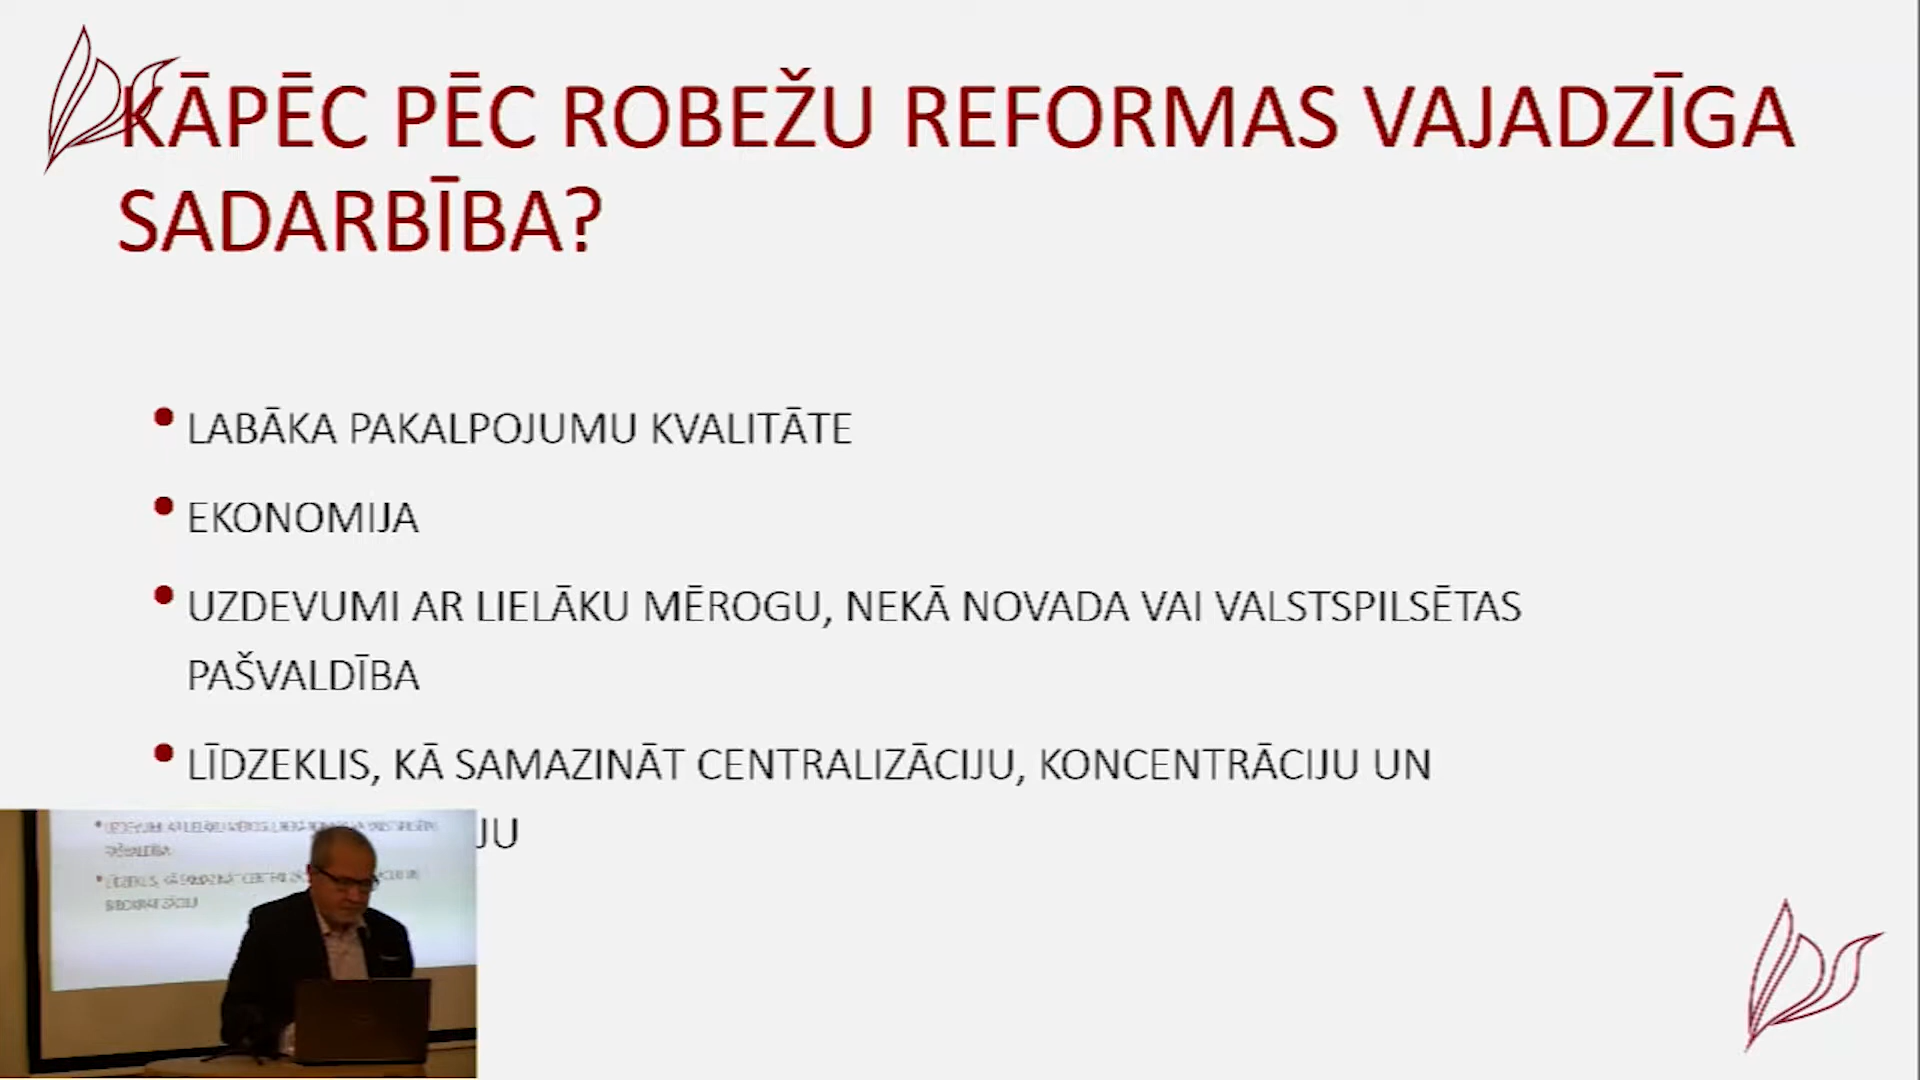 KĀPĒC PĒC ROBEŽU REFORMAS VAJADZĪGA
SADARBĪBA?
LABĀKA PAKALPOJUMU KVALITĀTE
EKONOMIJA
UZDEVUMI AR LIELĀKU MĒROGU, NEKĀ NOVADA VAI VALSTSPILSĒTAS
PAŠVALDĪBA
LĪDZEKLIS, KĀ SAMAZINĀT CENTRALIZĀCIJU, KONCENTRĀCIJU UN
JU